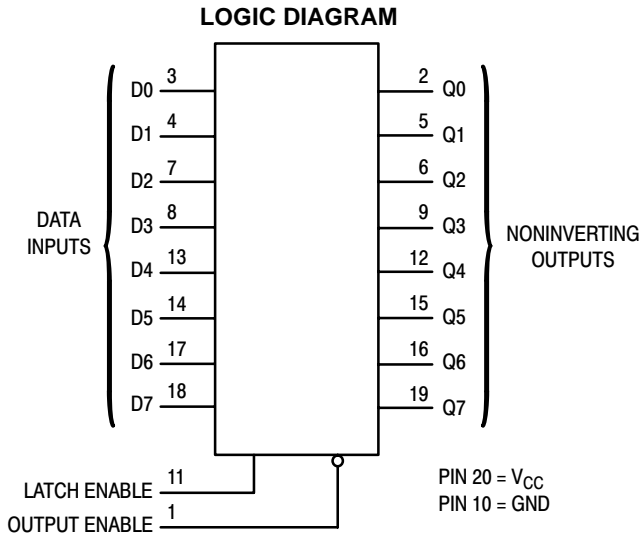 LOGIC DIAGRAM
D0 3
2 Q0
D1 4
5 Q1
D2 7
6 Q2
D3 8
9 Q3
DATA
INPUTS
NONINVERTING
OUTPUTS
D4 13
12 Q4
D5 14
15 Q5
D6 17
16 Q6
D7 18
19 Q7
LATCH ENABLE 11
OUTPUT ENABLE 1
PIN 20 = VCC
PIN 10 = GND